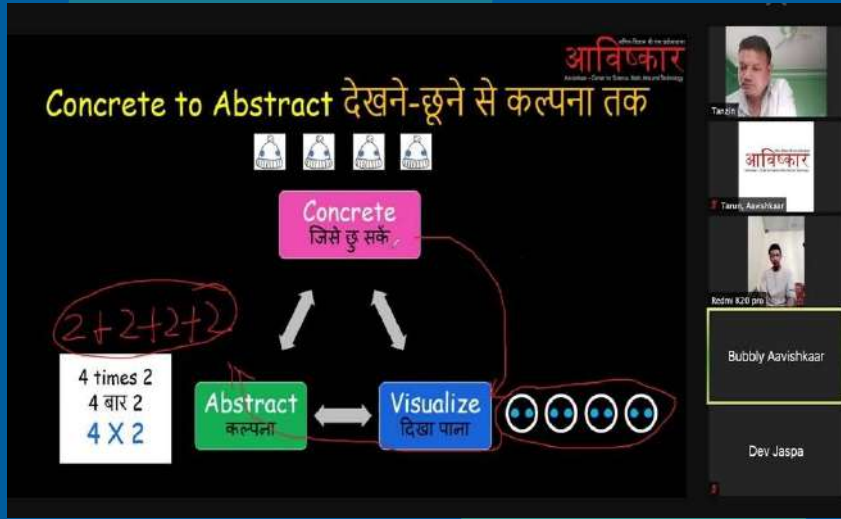 आविष्कार
Concrete to Abstract देखने-छूने से कल्पना तक
Concrete
जिसे छु सकें
2+2+2+2
4 times 2
4 बार 2
4 X 2
Abstract
कल्पना
Visualize
दिखा पाना
Tanzin
आविष्कार
Tarun, Aavishkaar
Redmi K20 pro
Bubbly Aavishkaar
Dev Jaspa